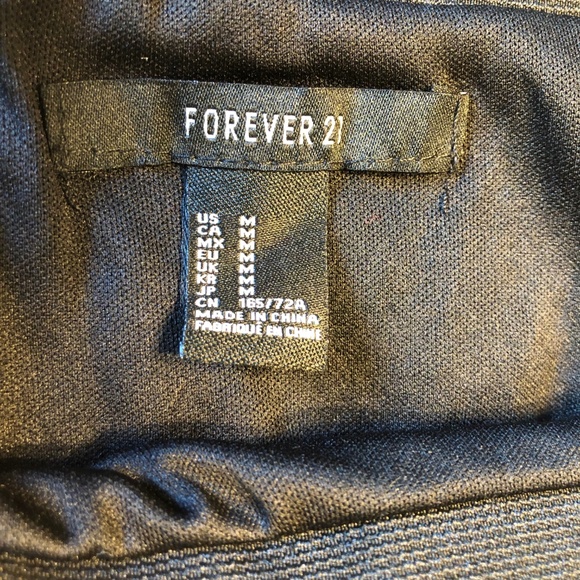 FOREVER 21
US M
CA M
MX M
EU M
UK M
KR M
JP M
CN 165/72A
MADE IN CHINA
FABRIQUÉ EN CHINE